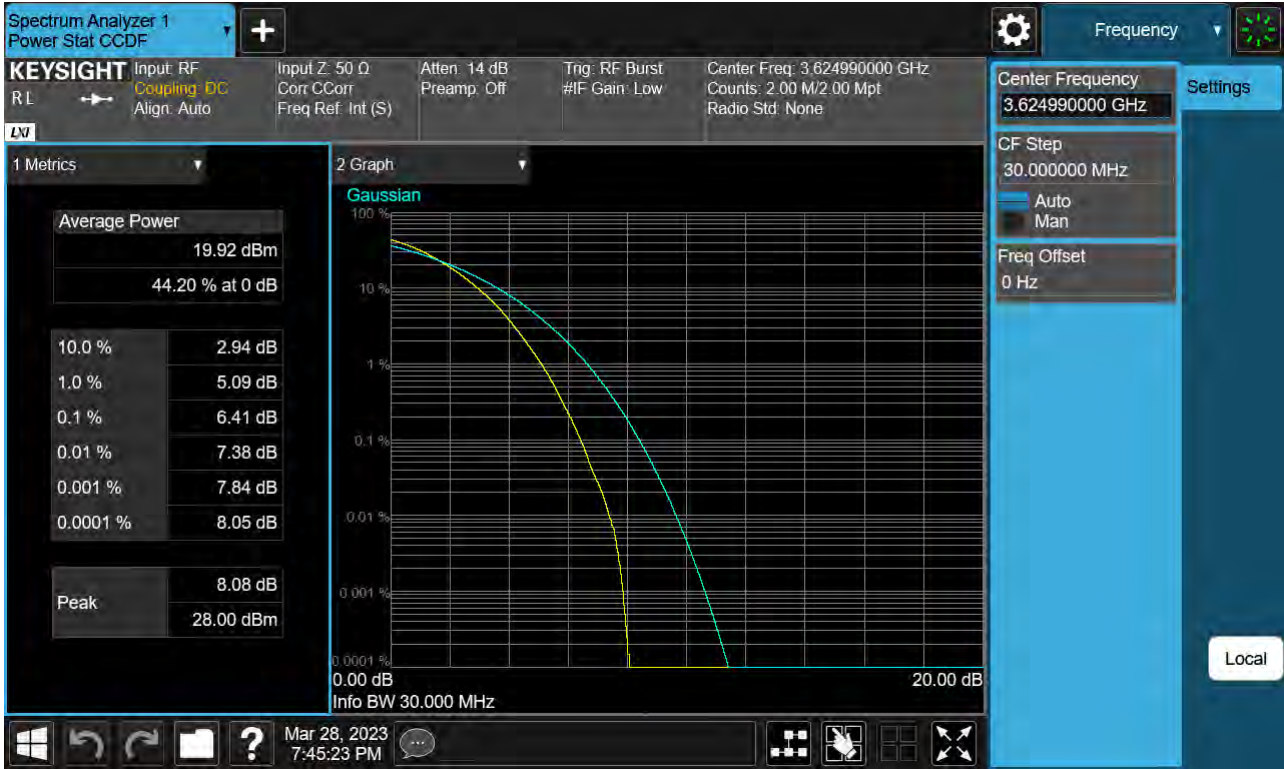 Spectrum Analyzer 1
Power Stat CCDF
Frequency
KEYSIGHT
R L
LXI
Input: RF
Coupling: DC
Align: Auto
Input Z: 50 Ω
Corr CCorr
Freq Ref: Int (S)
Atten: 14 dB
Preamp: Off
Trig: RF Burst
#IF Gain: Low
Center Freq: 3.624990000 GHz
Counts: 2.00 M/2.00 Mpt
Radio Std: None
1 Metrics
Average Power
19.92 dBm
44.20 % at 0 dB
10.0 % 2.94 dB
1.0 % 5.09 dB
0.1 % 6.41 dB
0.01 % 7.38 dB
0.001 % 7.84 dB
0.0001 % 8.05 dB
Peak
8.08 dB
28.00 dBm
2 Graph
Gaussian
100 %
10 %
1 %
0.1 %
0.01 %
0.001 %
0.0001 %
0.00 dB
20.00 dB
Info BW 30.000 MHz
Center Frequency
3.624990000 GHz
CF Step
30.000000 MHz
Auto
Man
Freq Offset
0 Hz
Settings
Local
?
Mar 28, 2023
7:45:23 PM